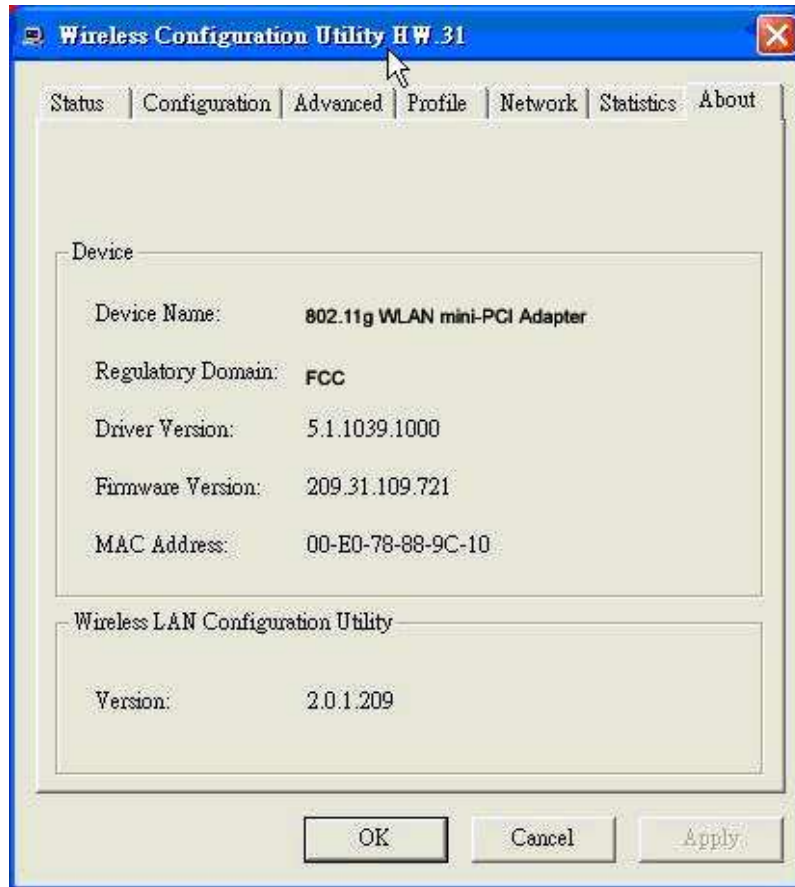 Wireless Configuration Utility HW.31
Status Configuration Advanced Profile Network Statistics About
Device
Device Name: 802.11g WLAN mini-PCI Adapter
Regulatory Domain: FCC
Driver Version: 5.1.1039.1000
Firmware Version: 209.31.109.721
MAC Address: 00-E0-78-88-9C-10
Wireless LAN Configuration Utility
Version: 2.0.1.209
OK Cancel Apply